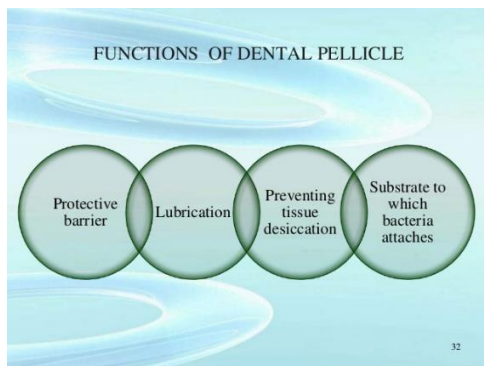 FUNCTIONS OF DENTAL PELLICLE
Protective
barrier
Lubrication
Preventing
tissue
desiccation
Substrate to
which
bacteria
attaches
32